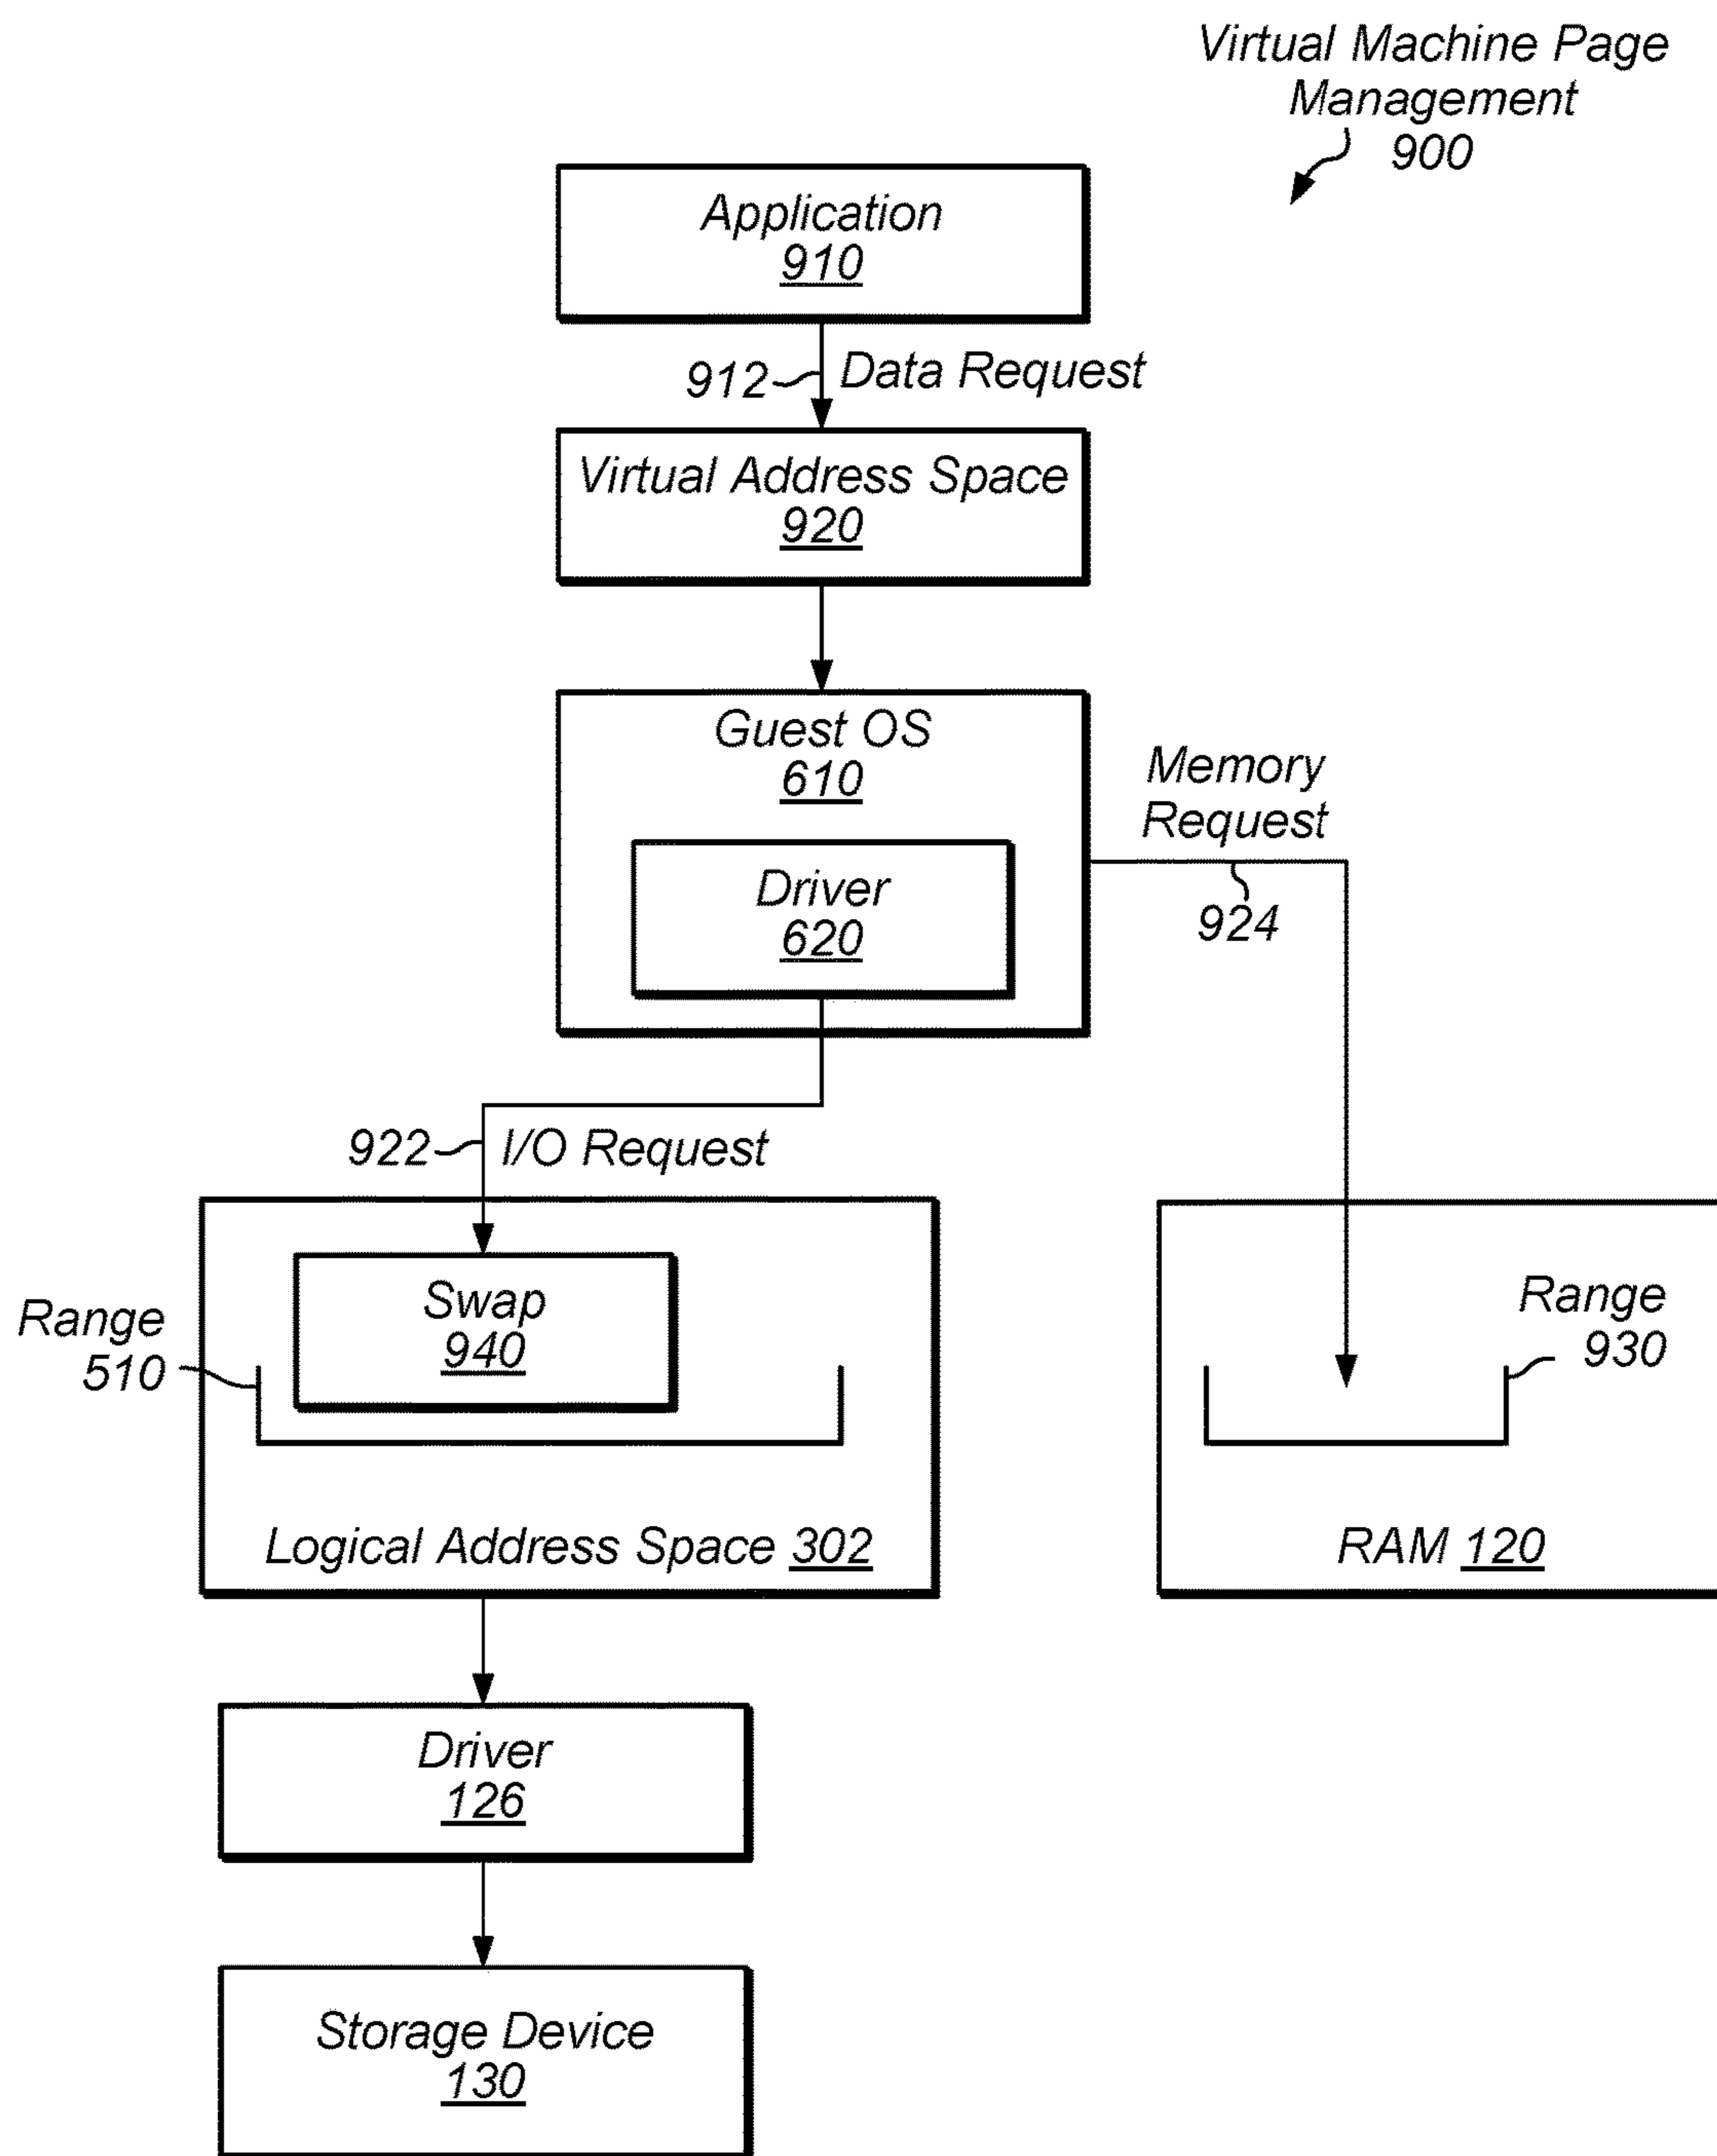 Virtual Machine Page
Management
900
Application
910
912
Data Request
Virtual Address Space
920
Guest OS
610
Memory
Request
924
Driver
620
922
I/O Request
Swap
940
Range
510
Range
930
Logical Address Space 302
RAM 120
Driver
126
Storage Device
130